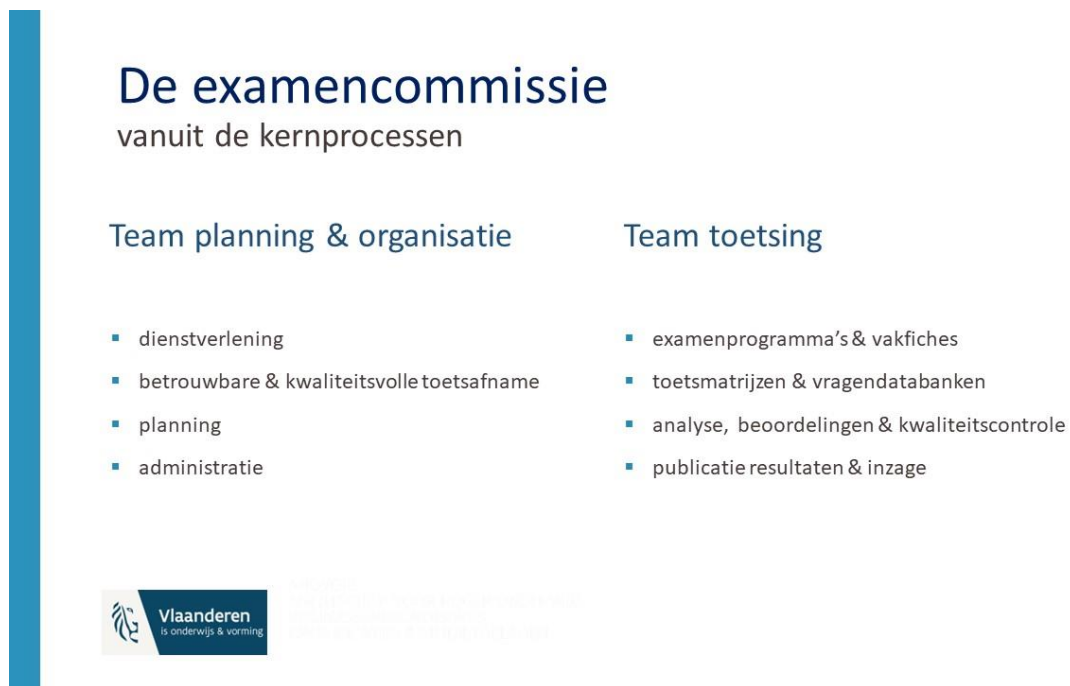 De examencommissie
vanuit de kernprocessen
Team planning & organisatie
dienstverlening
betrouwbare & kwaliteitsvolle toetsafname
planning
administratie
Team toetsing
examenprogramma's & vakfiches
toetsmatrijzen & vragendatabanken
analyse, beoordelingen & kwaliteitscontrole
publicatie resultaten & inzage
Vlaanderen
is onderwijs & vorming